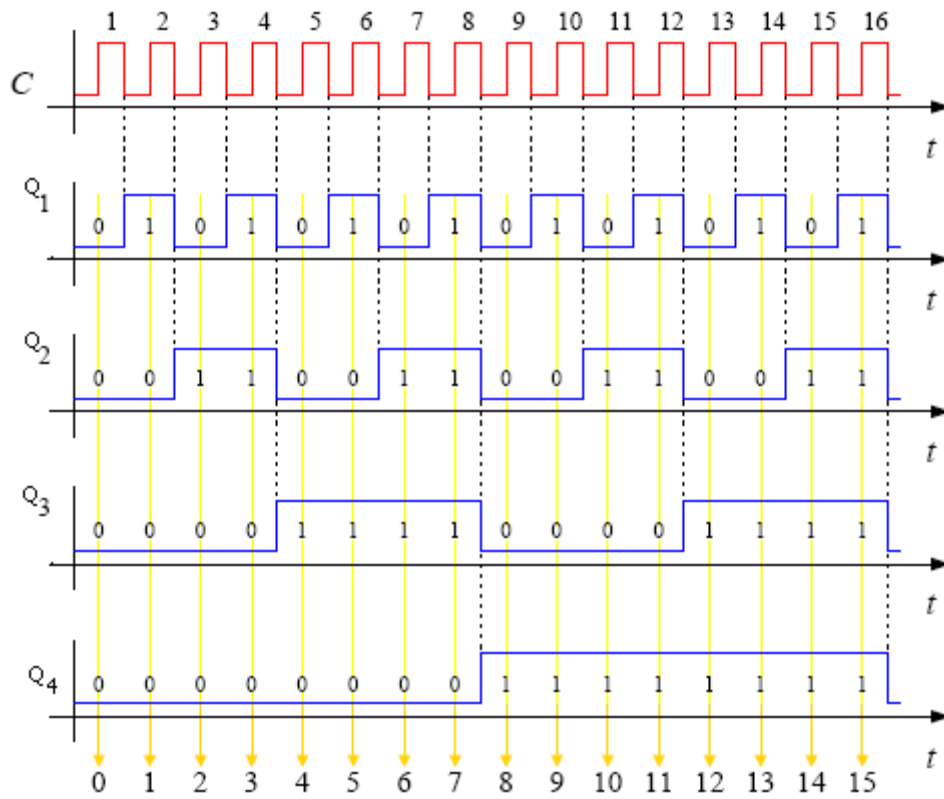 1 2 3 4 5 6 7 8 9 10 11 12 13 14 15 16
C
t
Q1
0 1 0 1 0 1 0 1 0 1 0 1 0 1 0 1
t
Q2
0 0 1 1 0 0 1 1 0 0 1 1 0 0 1 1
t
Q3
0 0 0 0 1 1 1 1 0 0 0 0 1 1 1 1
t
Q4
0 0 0 0 0 0 0 0 1 1 1 1 1 1 1 1
t
0 1 2 3 4 5 6 7 8 9 10 11 12 13 14 15